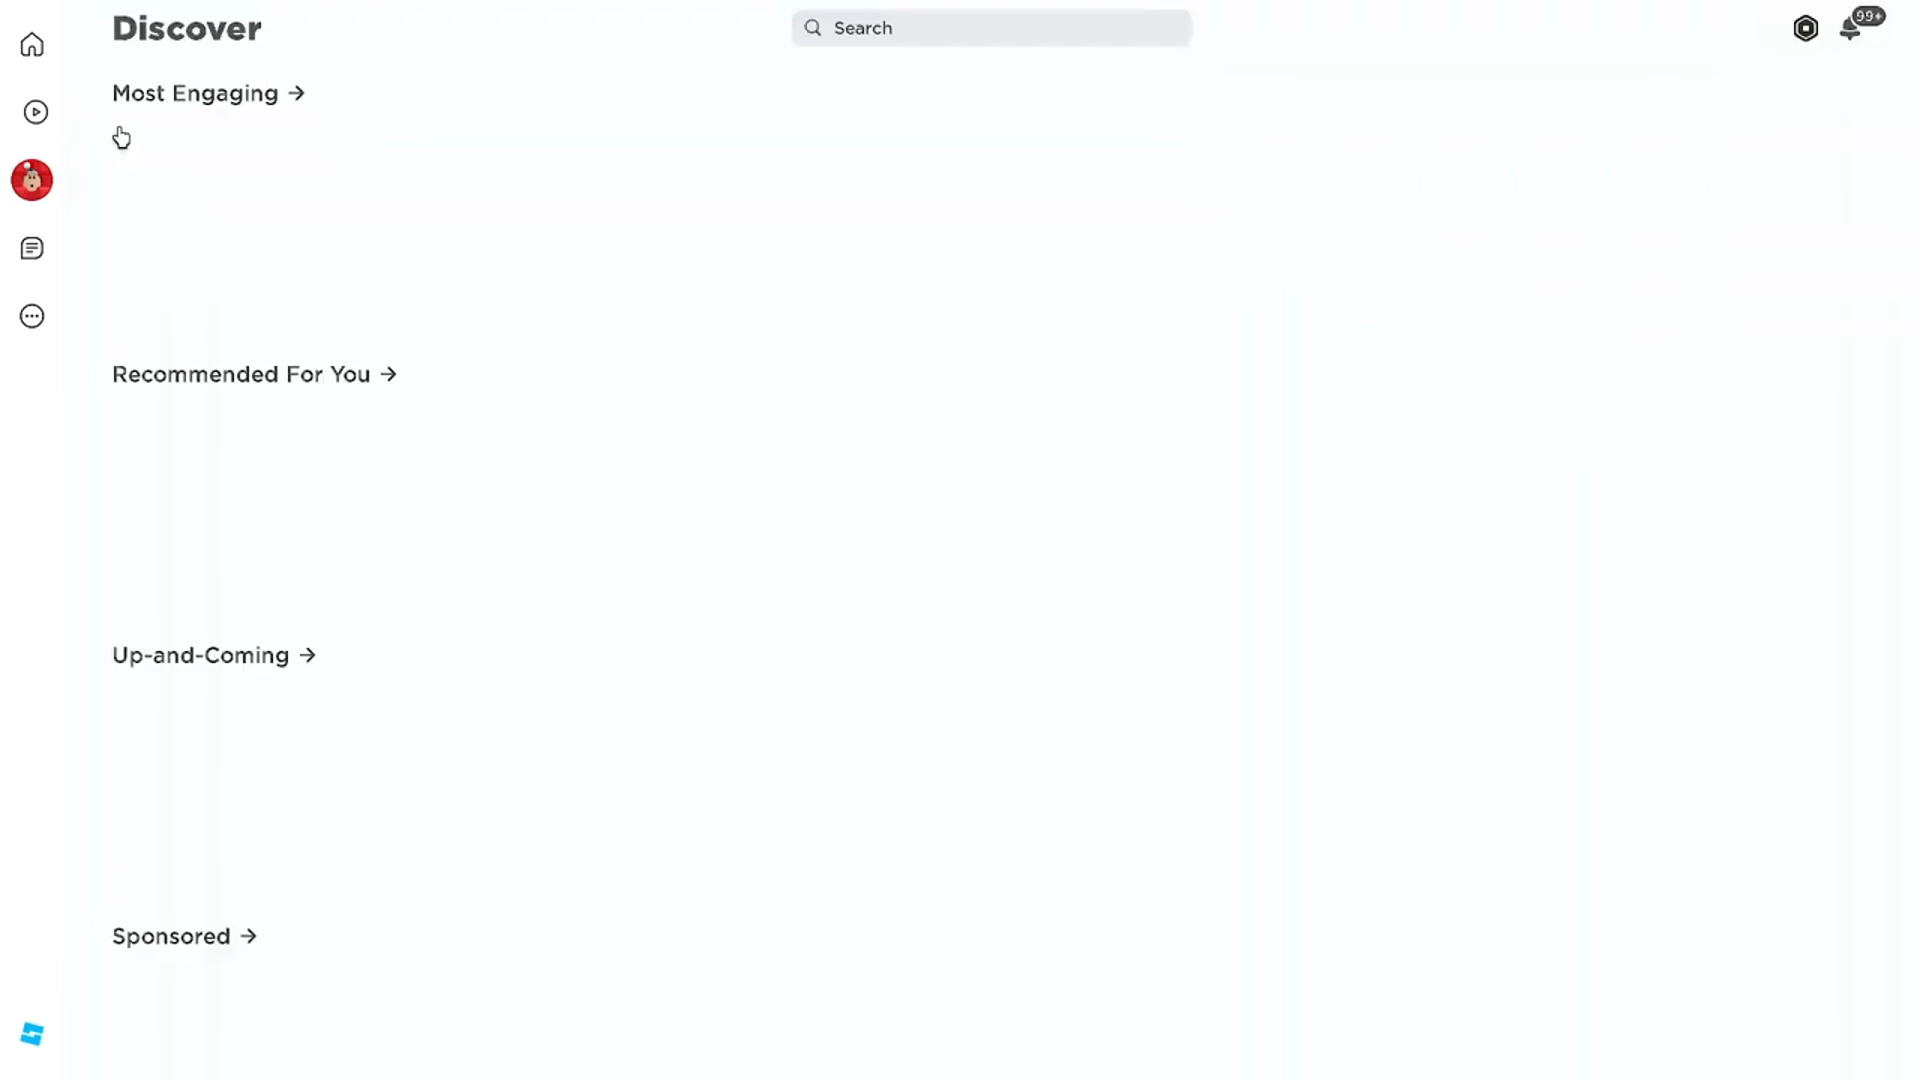 Discover
Search
99+
Most Engaging →
Recommended For You →
Up-and-Coming →
Sponsored →